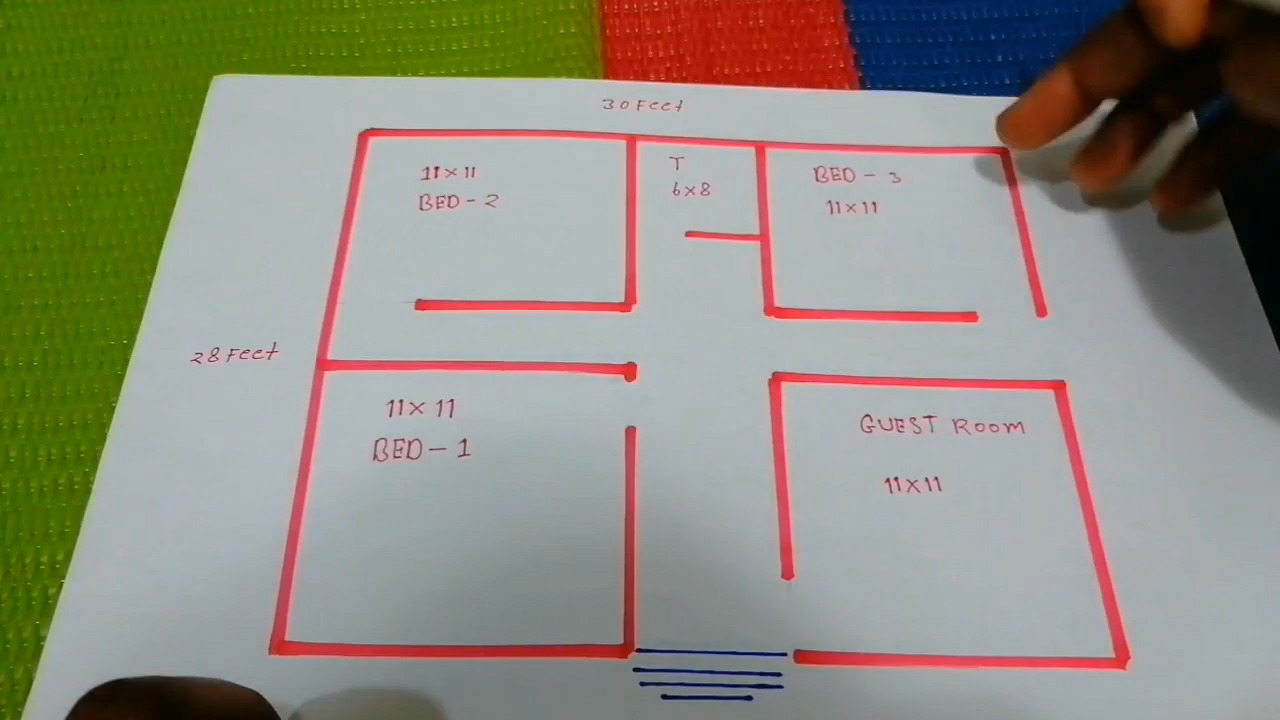 30 Feet
11×11
BED-2
T
6×8
BED-3
11×11
28 Feet
11×11
BED-1
GUEST ROOM
11×11